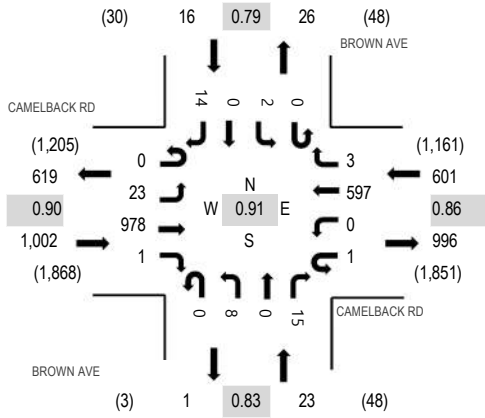 (30) 16 0.79 26 (48)
BROWN AVE
14 0 2 0
CAMELBACK RD
(1,205) (1,161)
0 3
619 601
23 N 597
0.90 W 0.91 E 0.86
978 S 0
1,002 996
1 1
(1,868) (1,851)
0 8 0 15
CAMELBACK RD
BROWN AVE
(3) 1 0.83 23 (48)